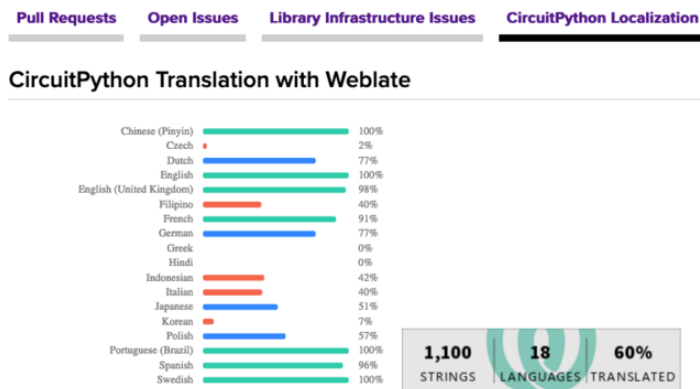 Pull Requests Open Issues Library Infrastructure Issues CircuitPython Localization
CircuitPython Translation with Weblate
Chinese (Pinyin) 100%
Czech 2%
Dutch 77%
English 100%
English (United Kingdom) 98%
Filipino 40%
French 91%
German 77%
Greek 0%
Hindi 0%
Indonesian 42%
Italian 40%
Japanese 51%
Korean 7%
Polish 57%
Portuguese (Brazil) 100%
Spanish 96%
Swedish 100%
1,100 18 60%
STRINGS LANGUAGES TRANSLATED